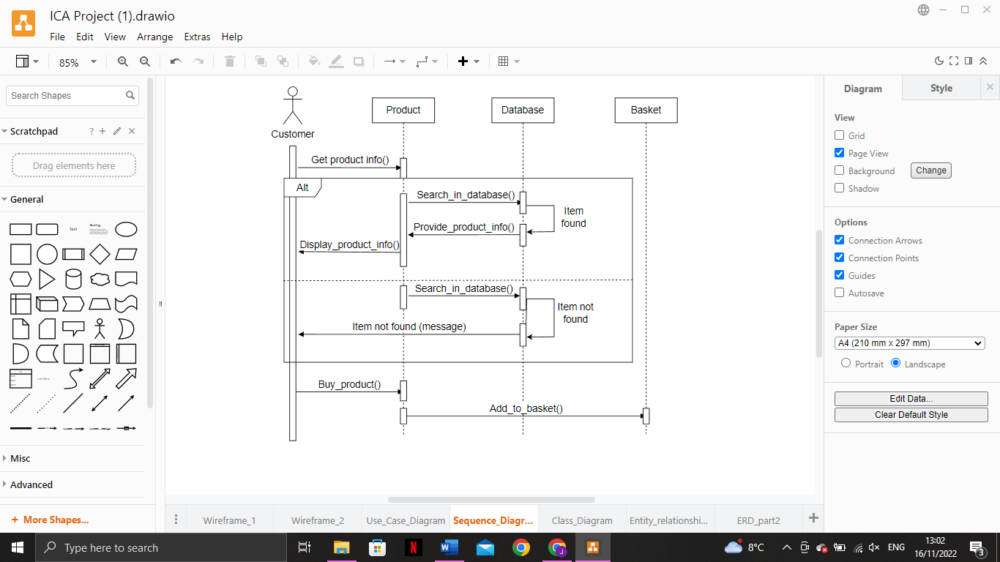 ICA Project (1).drawio
File Edit View Arrange Extras Help
85%
Search Shapes
Scratchpad ?
Drag elements here
General
Text
Heading
Misc
Advanced
+ More Shapes...
Customer
Product
Database
Basket
Get product info()
Alt
Search_in_database()
Item
found
Provide_product_info()
Display_product_info()
Search_in_database()
Item not
found
Item not found (message)
Buy_product()
Add_to_basket()
Diagram
Style
View
Grid
Page View
Background
Change
Shadow
Options
Connection Arrows
Connection Points
Guides
Autosave
Paper Size
A4 (210 mm x 297 mm)
Portrait
Landscape
Edit Data...
Clear Default Style
Wireframe_1
Wireframe_2
Use_Case_Diagram
Sequence_Diagr...
Class_Diagram
Entity_relationshi...
ERD_part2
Type here to search
N
W
J
8°C
ENG
13:02
16/11/2022
3